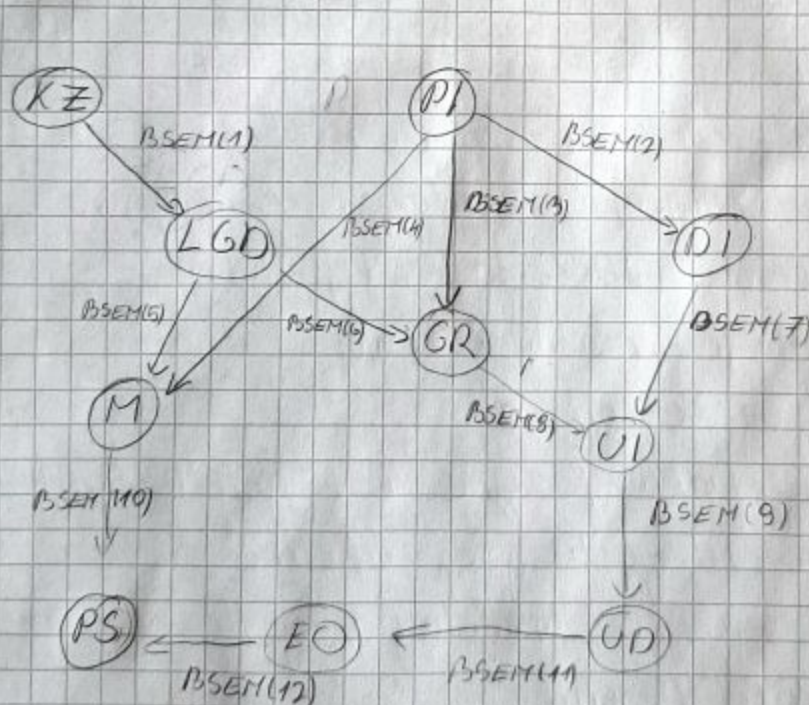 KZ
PI
BSEM(1)
BSEM(2)
BSEM(3)
BSEM(4)
LGD
DI
BSEM(5)
BSEM(6)
GR
BSEM(7)
M
BSEM(8)
UI
BSEM(10)
BSEM(9)
PS
EO
UD
BSEM(12)
BSEM(11)